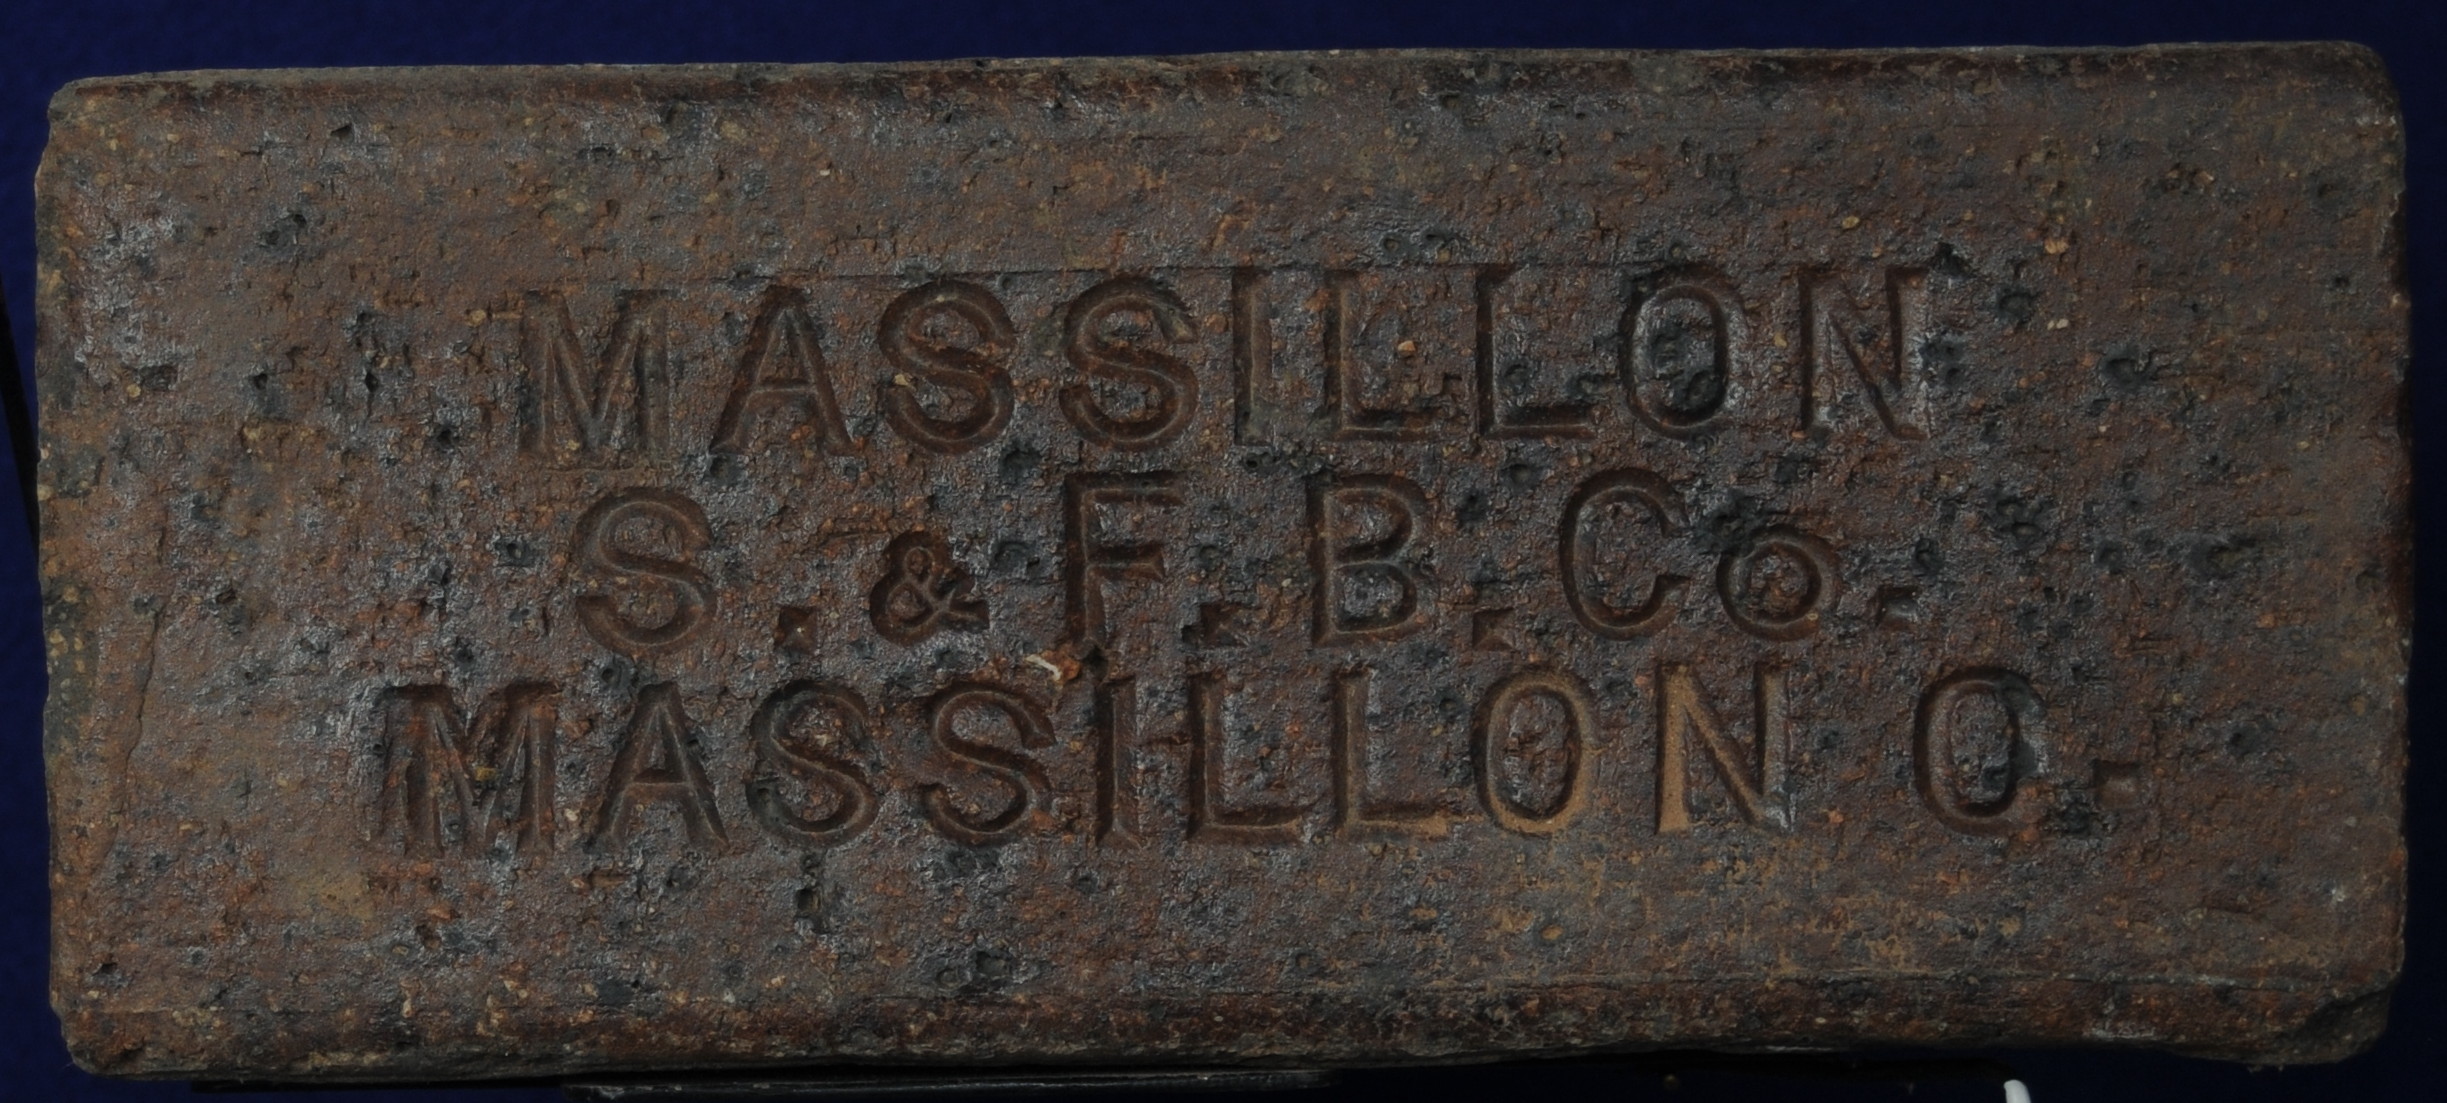 MASSILLON
S. & F. B. Co.
MASSILLON O.